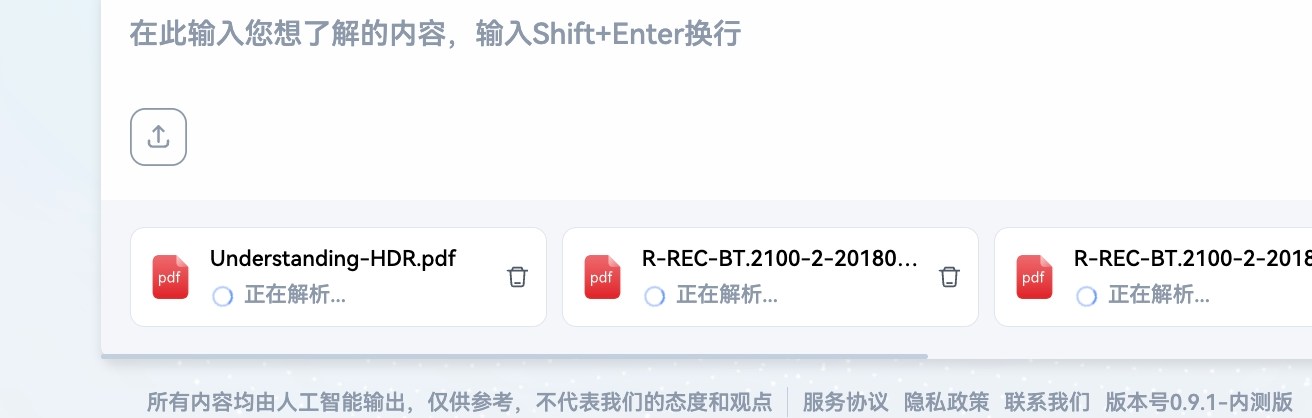 在此输入您想了解的内容，输入Shift+Enter换行
Understanding-HDR.pdf
pdf
正在解析...
R-REC-BT.2100-2-20180...
pdf
正在解析...
R-REC-BT.2100-2-2018
pdf
正在解析...
所有内容均由人工智能输出，仅供参考，不代表我们的态度和观点 服务协议 隐私政策 联系我们 版本号0.9.1-内测版